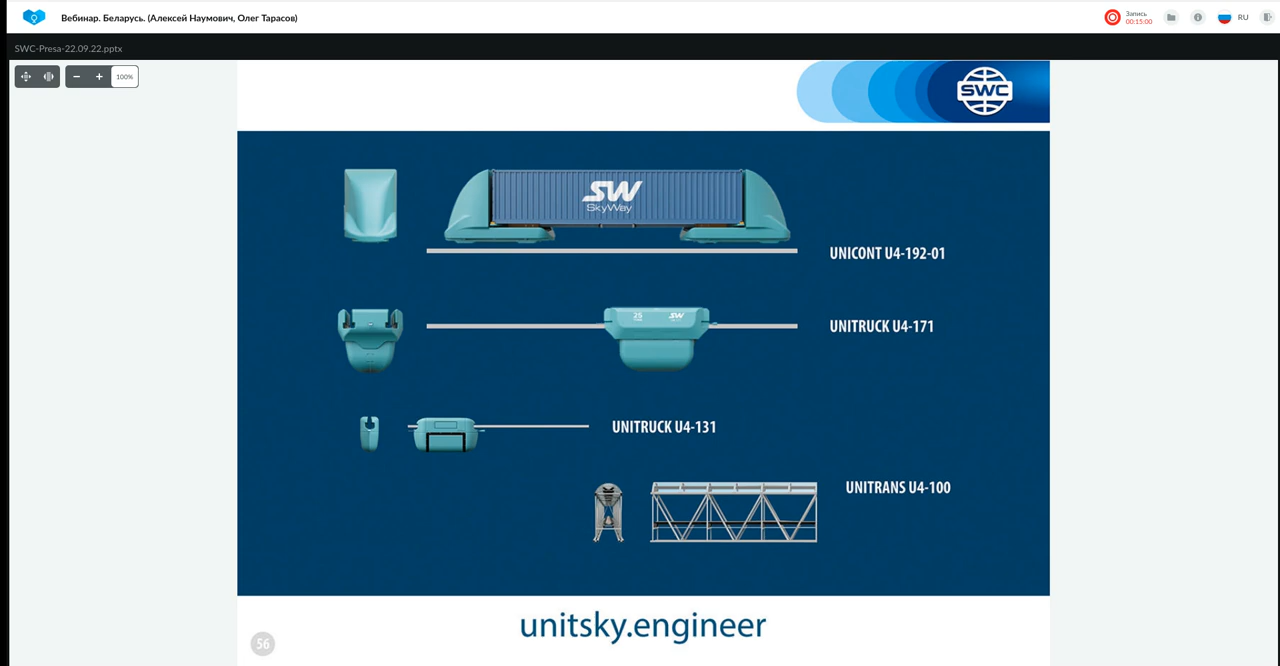 Вебинар. Беларусь. (Алексей Наумович, Олег Тарасов)
Запись
00:15:00
RU
SWC-Presa-22.09.22.pptx
100%
SWC
SW
SkyWay
UNICONT U4-192-01
25
SW
UNITRUCK U4-171
UNITRUCK U4-131
UNITRANS U4-100
unitsky.engineer
56